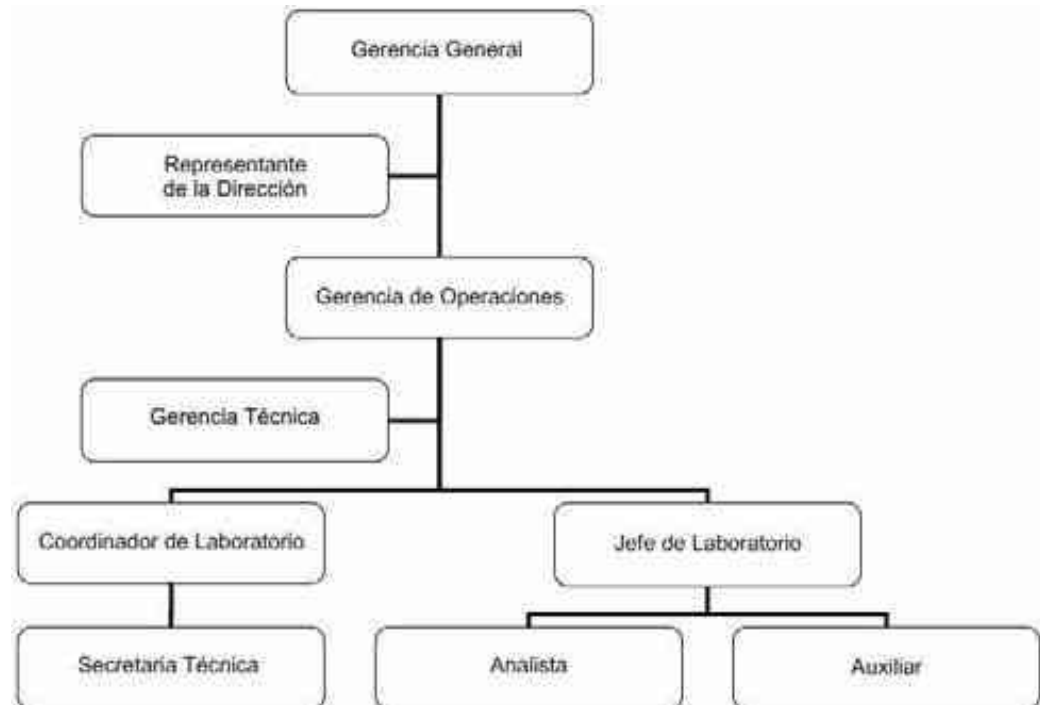 Gerencia General
Representante
de la Dirección
Gerencia de Operaciones
Gerencia Técnica
Coordinador de Laboratorio
Jefe de Laboratorio
Secretaria Técnica
Analista
Auxiliar